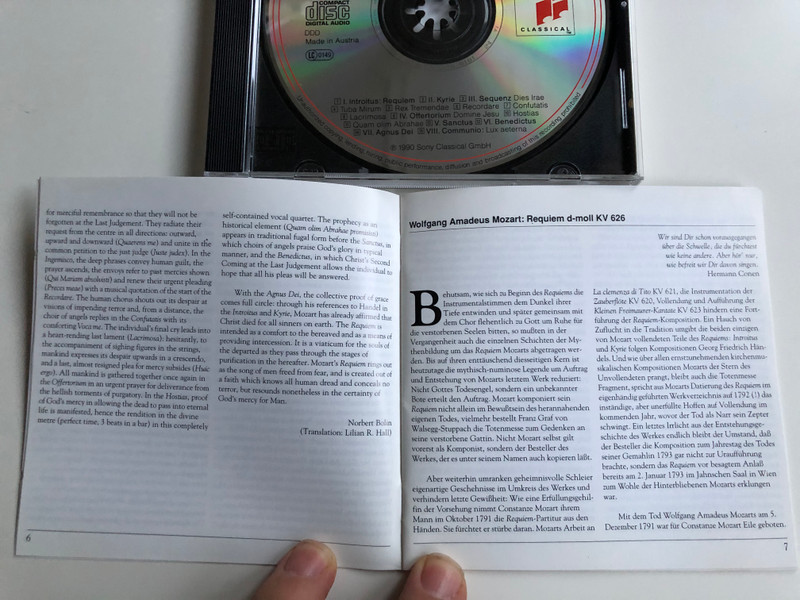 COMPACT
disc
DIGITAL AUDIO
DDD
Made in Austria
LC 0149
CLASSICAL
1 I. Introitus: Requiem 2 II. Kyrie 3 III. Sequenz Dies Irae
4 Tuba Mirum 5 Rex Tremendae 6 Recordare 7 Confutatis
8 Lacrimosa 9 IV. Offertorium Domine Jesu 10 Hostias
Quam olim Abrahae V. Sanctus VI. Benedictus
VII. Agnus Dei VIII. Communio: Lux aeterna
℗ 1990 Sony Classical GmbH
for merciful remembrance so that they will not be
forgotten at the Last Judgement. They radiate their
request from the centre in all directions: outward,
upward and downward (Quaerens me) and unite in the
common petition to the just judge (Juste judex). In the
Ingemisco, the deep phrases convey human guilt, the
prayer ascends, the envoys refer to past mercies shown
(Qui Mariam absolvisti) and renew their urgent pleading
(Preces meae) with a musical quotation of the start of the
Recordare. The human chorus shouts out its despair at
visions of impending terror and, from a distance, the
choir of angels replies in the Confutatis with its
comforting Voca me. The individual's final cry leads into
a heart-rending last lament (Lacrimosa): hesitantly, to
the accompaniment of sighing figures in the strings,
mankind expresses its despair upwards in a crescendo,
and a last, almost resigned plea for mercy subsides (Huic
ergo). All mankind is gathered together once again in
the Offertorium in an urgent prayer for deliverance from
the hellish torments of purgatory. In the Hostias, proof
of God's mercy in allowing the dead to pass into eternal
life is manifested, hence the rendition in the divine
metre (perfect time, 3 beats in a bar) in this completely
6
self-contained vocal quartet. The prophecy as an
historical element (Quam olim Abrahae promisisti)
appears in traditional fugal form before the Sanctus, in
which choirs of angels praise God's glory in topical
manner, and the Benedictus, in which Christ's Second
Coming at the Last Judgement allows the individual to
hope that all his pleas will be answered.
With the Agnus Dei, the collective proof of grace
comes full circle: through this references to Handel in
the Introitus and Kyrie, Mozart has already affirmed that
Christ died for all sinners on earth. The Requiem is
intended as a comfort to the bereaved and as a means of
providing intercession. It is a viaticum for the souls of
the departed as they pass through the stages of
purification in the hereafter. Mozart's Requiem rings out
as the song of men freed from fear, and is created out of
a faith which knows all human dread and conceals no
terror, but resounds nonetheless in the certainty of
God's mercy for Man.
Norbert Bolin
(Translation: Lilian R. Hall)
Wolfgang Amadeus Mozart: Requiem d-moll KV 626
Wir sind Dir schon vorausgegangen
über die Schwelle, die du fürchtest
wie keine andere. Aber hör' nur,
wie befreit wir Dir davon singen.
Hermann Conen
Behutsam, wie sich zu Beginn des Requiems die
Instrumentalstimmen dem Dunkel ihrer
Tiefe entwinden und später gemeinsam mit
dem Chor flehentlich zu Gott um Ruhe für
die verstorbenen Seelen bitten, so mußten in der
Vergangenheit auch die einzelnen Schichten der My-
thenbildung um das Requiem Mozarts abgetragen wer-
den. Bis auf ihren enttäuschend diesseitigen Kern ist
heutzutage die mythisch-numinose Legende um Auftrag
und Entstehung von Mozarts letztem Werk reduziert:
Nicht Gottes Todesengel, sondern ein unbekannter
Bote erteilt den Auftrag. Mozart komponiert sein
Requiem nicht allein im Bewußtsein des herannahenden
eigenen Todes, vielmehr bestellt Franz Graf von
Walsegg-Stuppach die Totenmesse zum Gedenken an
seine verstorbene Gattin. Nicht Mozart selbst gilt
vorerst als Komponist, sondern der Besteller des
Werkes, der es unter seinem Namen auch kopieren läßt.
Aber weiterhin umranken geheimnisvolle Schleier
eigenartige Geschehnisse im Umkreis des Werkes und
verhindern letzte Gewißheit: Wie eine Erfüllungsgehil-
fin der Vorsehung nimmt Constanze Mozart ihrem
Mann im Oktober 1791 die Requiem-Partitur aus den
Händen. Sie fürchtet er stürbe daran. Mozarts Arbeit an
La clemenza di Tito KV 621, die Instrumentation der
Zauberflöte KV 620, Vollendung und Aufführung der
Kleinen Freimaurer-Kantate KV 623 hindern eine Fort-
führung der Requiem-Komposition. Ein Hauch von
Zuflucht in die Tradition umgibt die beiden einzigen
von Mozart vollendeten Teile des Requiems: Introitus
und Kyrie folgen Kompositionen Georg Friedrich Hän-
dels. Und wie über allen ernstzunehmenden kirchenmu-
sikalischen Kompositionen Mozarts der Stern des
Unvollendeten prangt, bleibt auch die Totenmesse
Fragment, spricht aus Mozarts Datierung des Requiem im
eigenhändig geführten Werkverzeichnis auf 1792 (!) das
inständige, aber unerfüllte Hoffen auf Vollendung im
kommenden Jahr, wovor der Tod als Narr sein Zepter
schwingt. Ein letztes Irrlicht aus der Entstehungsge-
schichte des Werkes endlich bleibt der Umstand, daß
der Besteller die Komposition zum Jahrestag des Todes
seiner Gemahlin 1793 gar nicht zur Uraufführung
brachte, sondern das Requiem vor besagtem Anlaß
bereits am 2. Januar 1793 im Jahnschen Saal in Wien
zum Wohle der Hinterbliebenen Mozarts erklungen
war.
Mit dem Tod Wolfgang Amadeus Mozarts am 5.
Dezember 1791 war für Constanze Mozart Eile geboten.
7